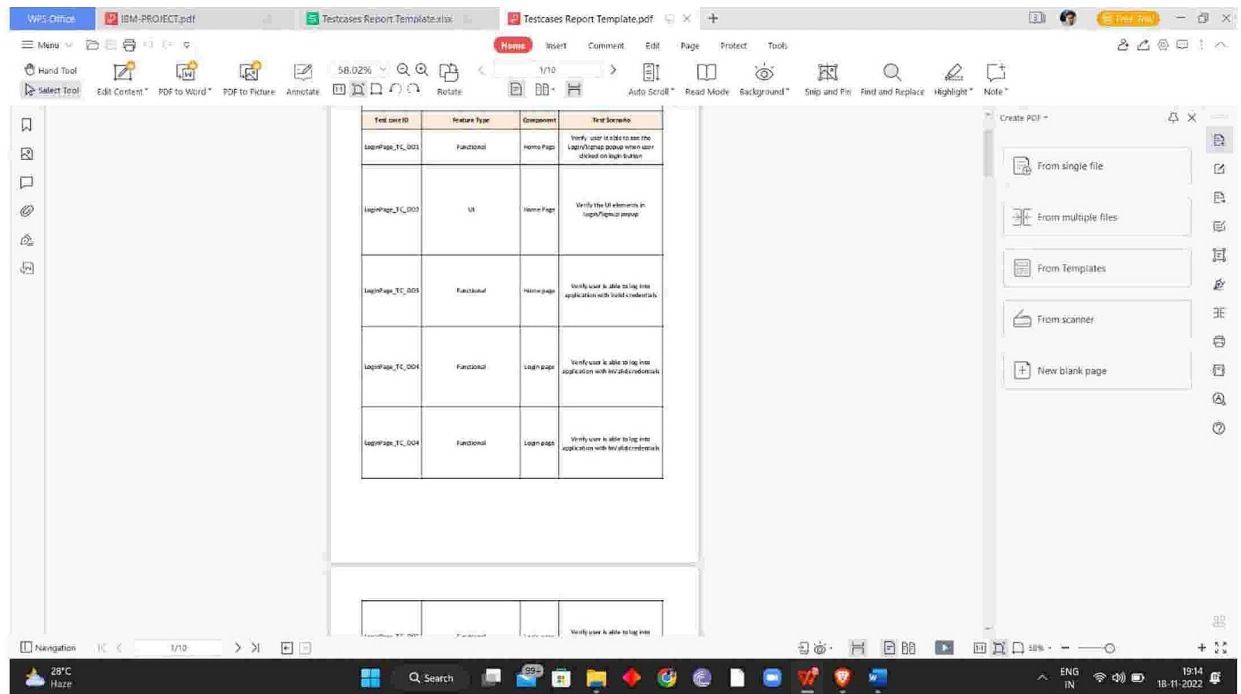 WPS Office
IBM-PROJECT.pdf
Testcases Report Template.xlsx
Testcases Report Template.pdf
Free Trial
Menu
Home
Insert
Comment
Edit
Page
Protect
Tools
Hand Tool
58.02%
1/10
Select Tool
Edit Content
PDF to Word
PDF to Picture
Annotate
Rotate
Auto Scroll
Read Mode
Background
Snip and Pin
Find and Replace
Highlight
Note
Create PDF
From single file
From multiple files
From Templates
From scanner
New blank page
Test case ID Feature Type Component Test Scenario
LoginPage_TC_OO1 Functional Home Page Verify user is able to see the
Login/Signup popup when user
clicked on login button
LoginPage_TC_OO2 UI Home Page Verify the UI elements in
Login/Signup popup
LoginPage_TC_OO3 Functional Home page Verify user is able to log into
application with credentials
LoginPage_TC_OO4 Functional Login page Verify user is able to log into
application with credentials
LoginPage_TC_OO4 Functional Login page Verify user is able to log into
application with credentials
Verify user is able to log into
Navigation
1/10
58%
28°C
Haze
Search
99+
ENG
IN
19:14
18-11-2022